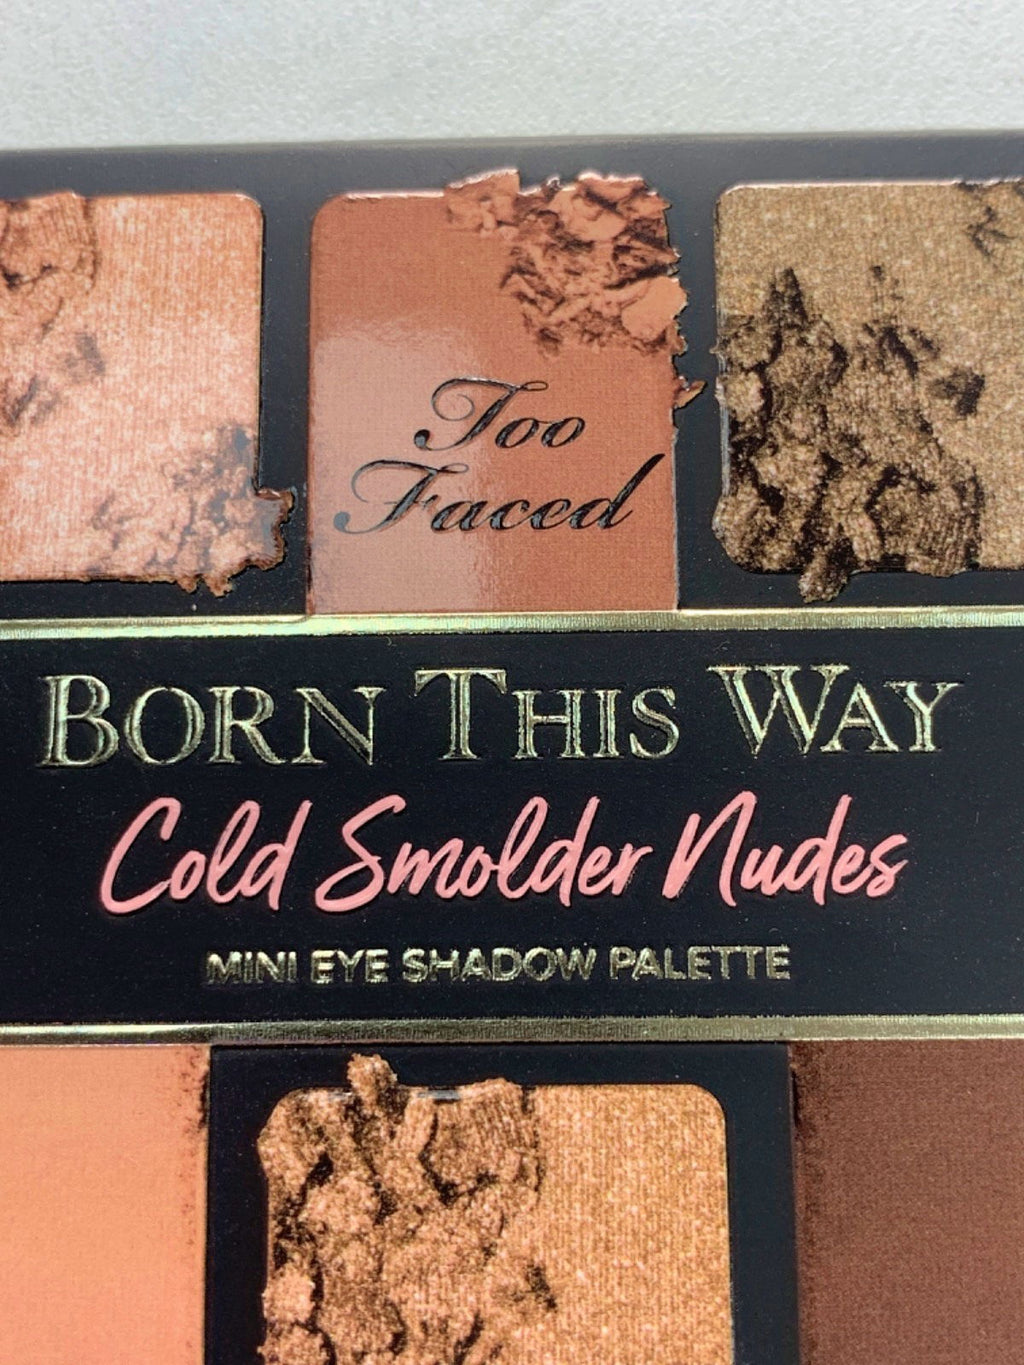 Too
Faced
BORN THIS WAY
Cold Smolder Nudes
MINI EYE SHADOW PALETTE